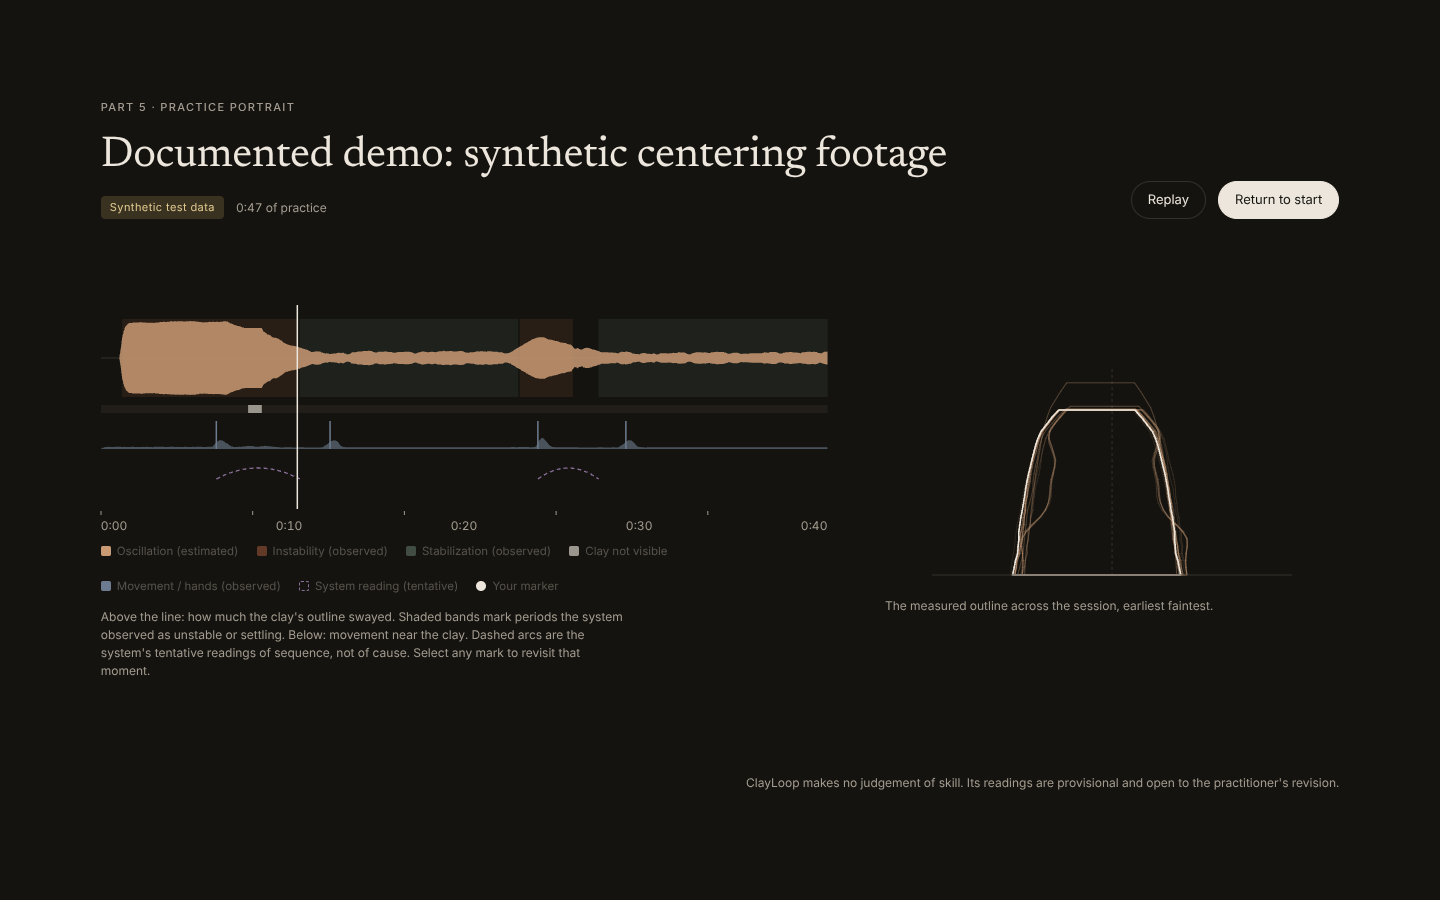 PART 5 · PRACTICE PORTRAIT
Documented demo: synthetic centering footage
Synthetic test data 0:47 of practice
Replay Return to start
0:00 0:10 0:20 0:30 0:40
Oscillation (estimated) Instability (observed) Stabilization (observed) Clay not visible
Movement / hands (observed) System reading (tentative) Your marker
Above the line: how much the clay's outline swayed. Shaded bands mark periods the system
observed as unstable or settling. Below: movement near the clay. Dashed arcs are the
system's tentative readings of sequence, not of cause. Select any mark to revisit that
moment.
The measured outline across the session, earliest faintest.
ClayLoop makes no judgement of skill. Its readings are provisional and open to the practitioner's revision.